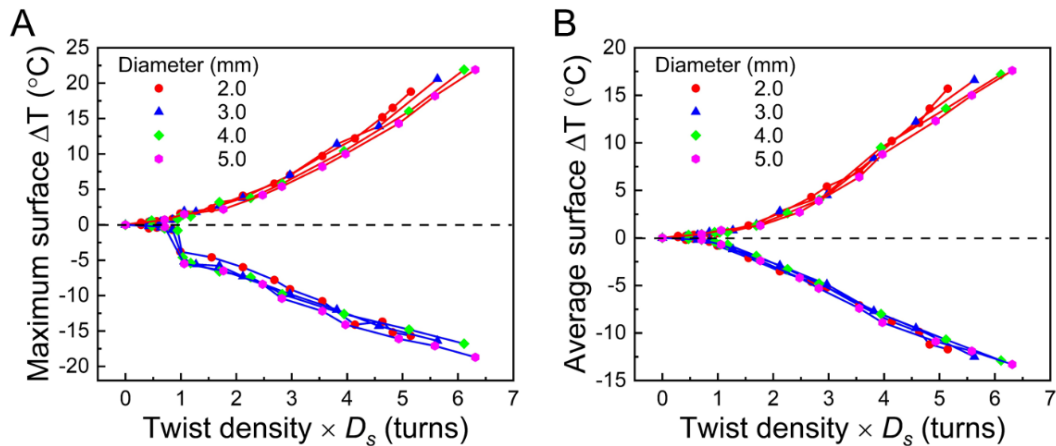 A
Maximum surface ΔT (°C)
25
20
15
10
5
0
-5
-10
-15
-20
Diameter (mm)
2.0
3.0
4.0
5.0
0 1 2 3 4 5 6 7
Twist density × Ds (turns)
B
Average surface ΔT (°C)
20
15
10
5
0
-5
-10
-15
Diameter (mm)
2.0
3.0
4.0
5.0
0 1 2 3 4 5 6 7
Twist density × Ds (turns)